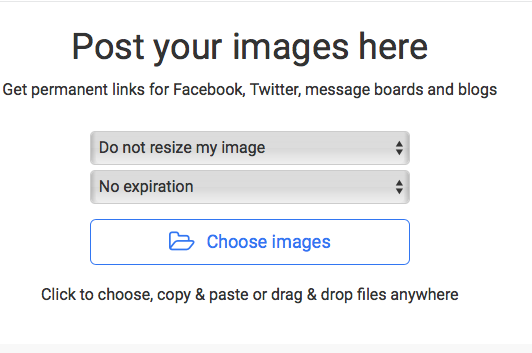 Post your images here
Get permanent links for Facebook, Twitter, message boards and blogs
Do not resize my image
No expiration
Choose images
Click to choose, copy & paste or drag & drop files anywhere